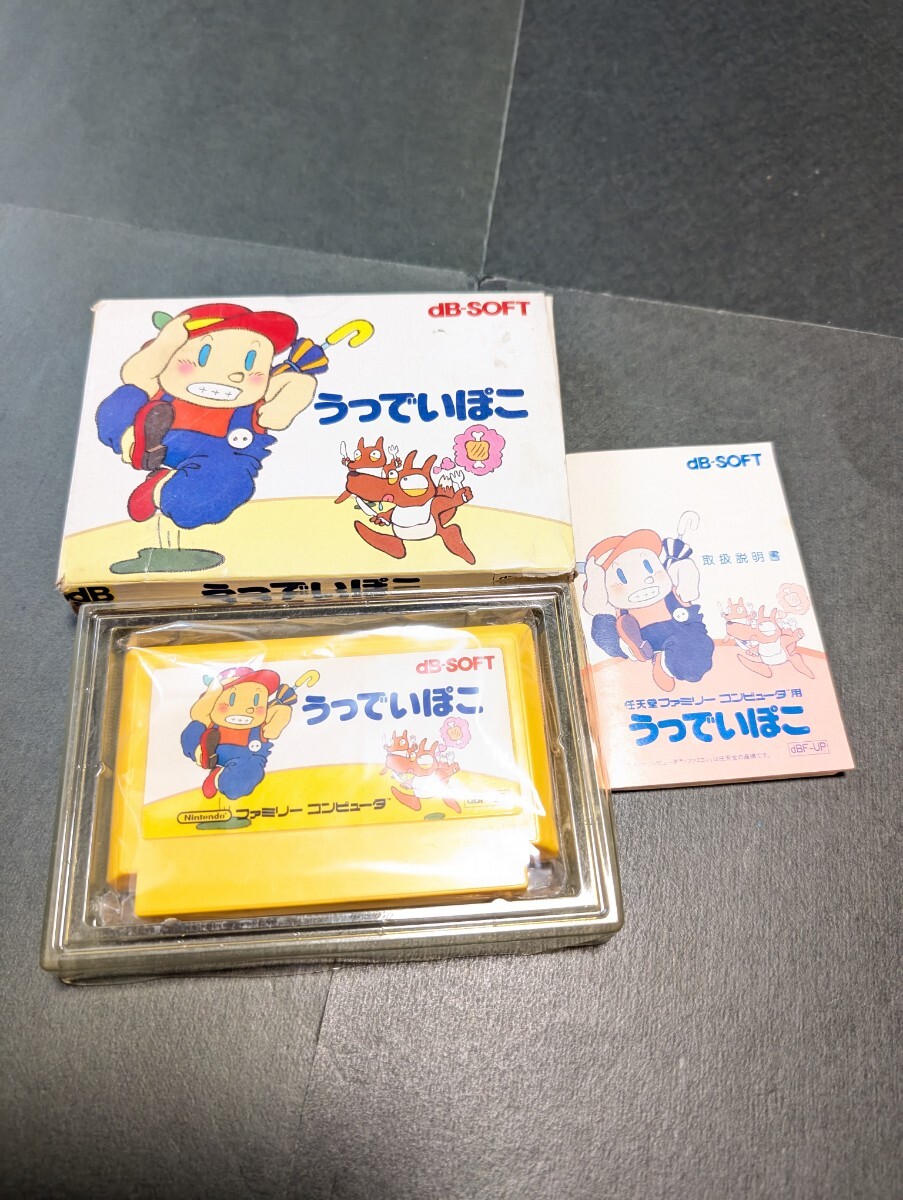 dB-SOFT
うっでいぽこ
dB
うっでいぽこ
dB-SOFT
うっでいぽこ
Nintendo ファミリー コンピュータ
dB-SOFT
取扱説明書
任天堂ファミリー コンピュータ用
うっでいぽこ
dBF-UP